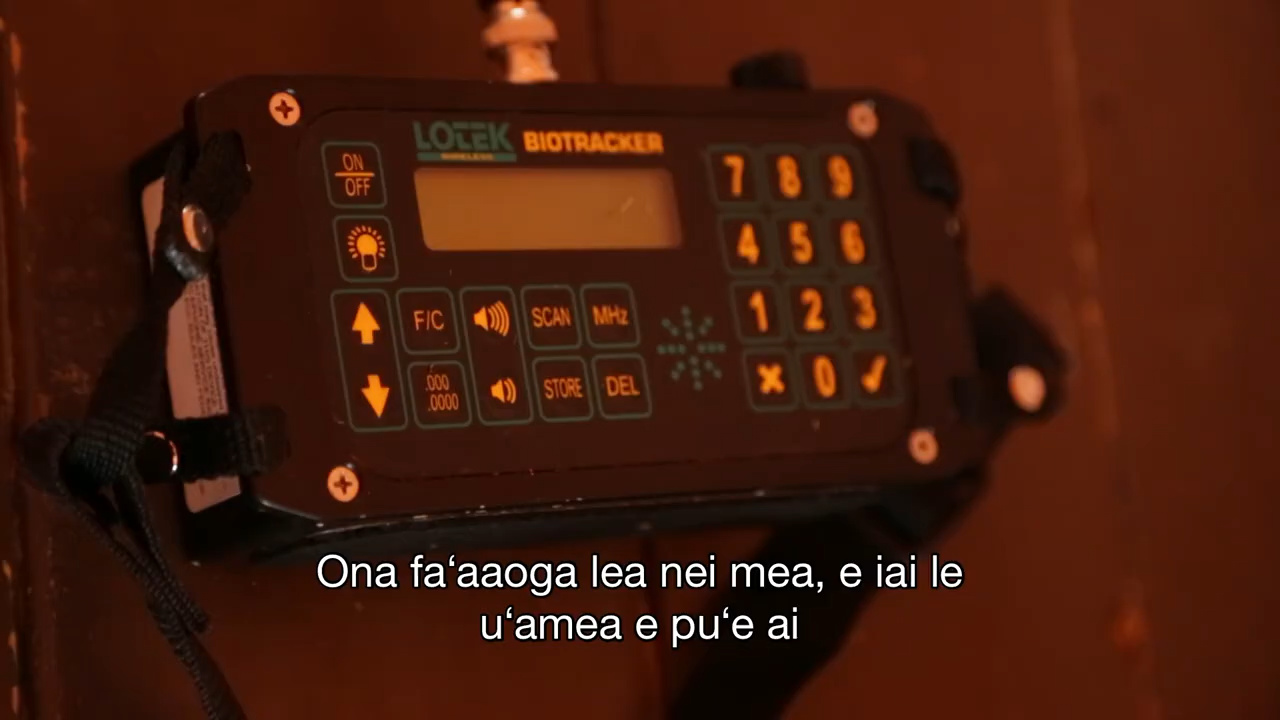 LOTEK BIOTRACKER
WIRELESS
ON
OFF
7 8 9
4 5 6
F/C SCAN MHz
1 2 3
.000
.0000
STORE DEL
0
Ona fa‘aaoga lea nei mea, e iai le
u‘amea e pu‘e ai